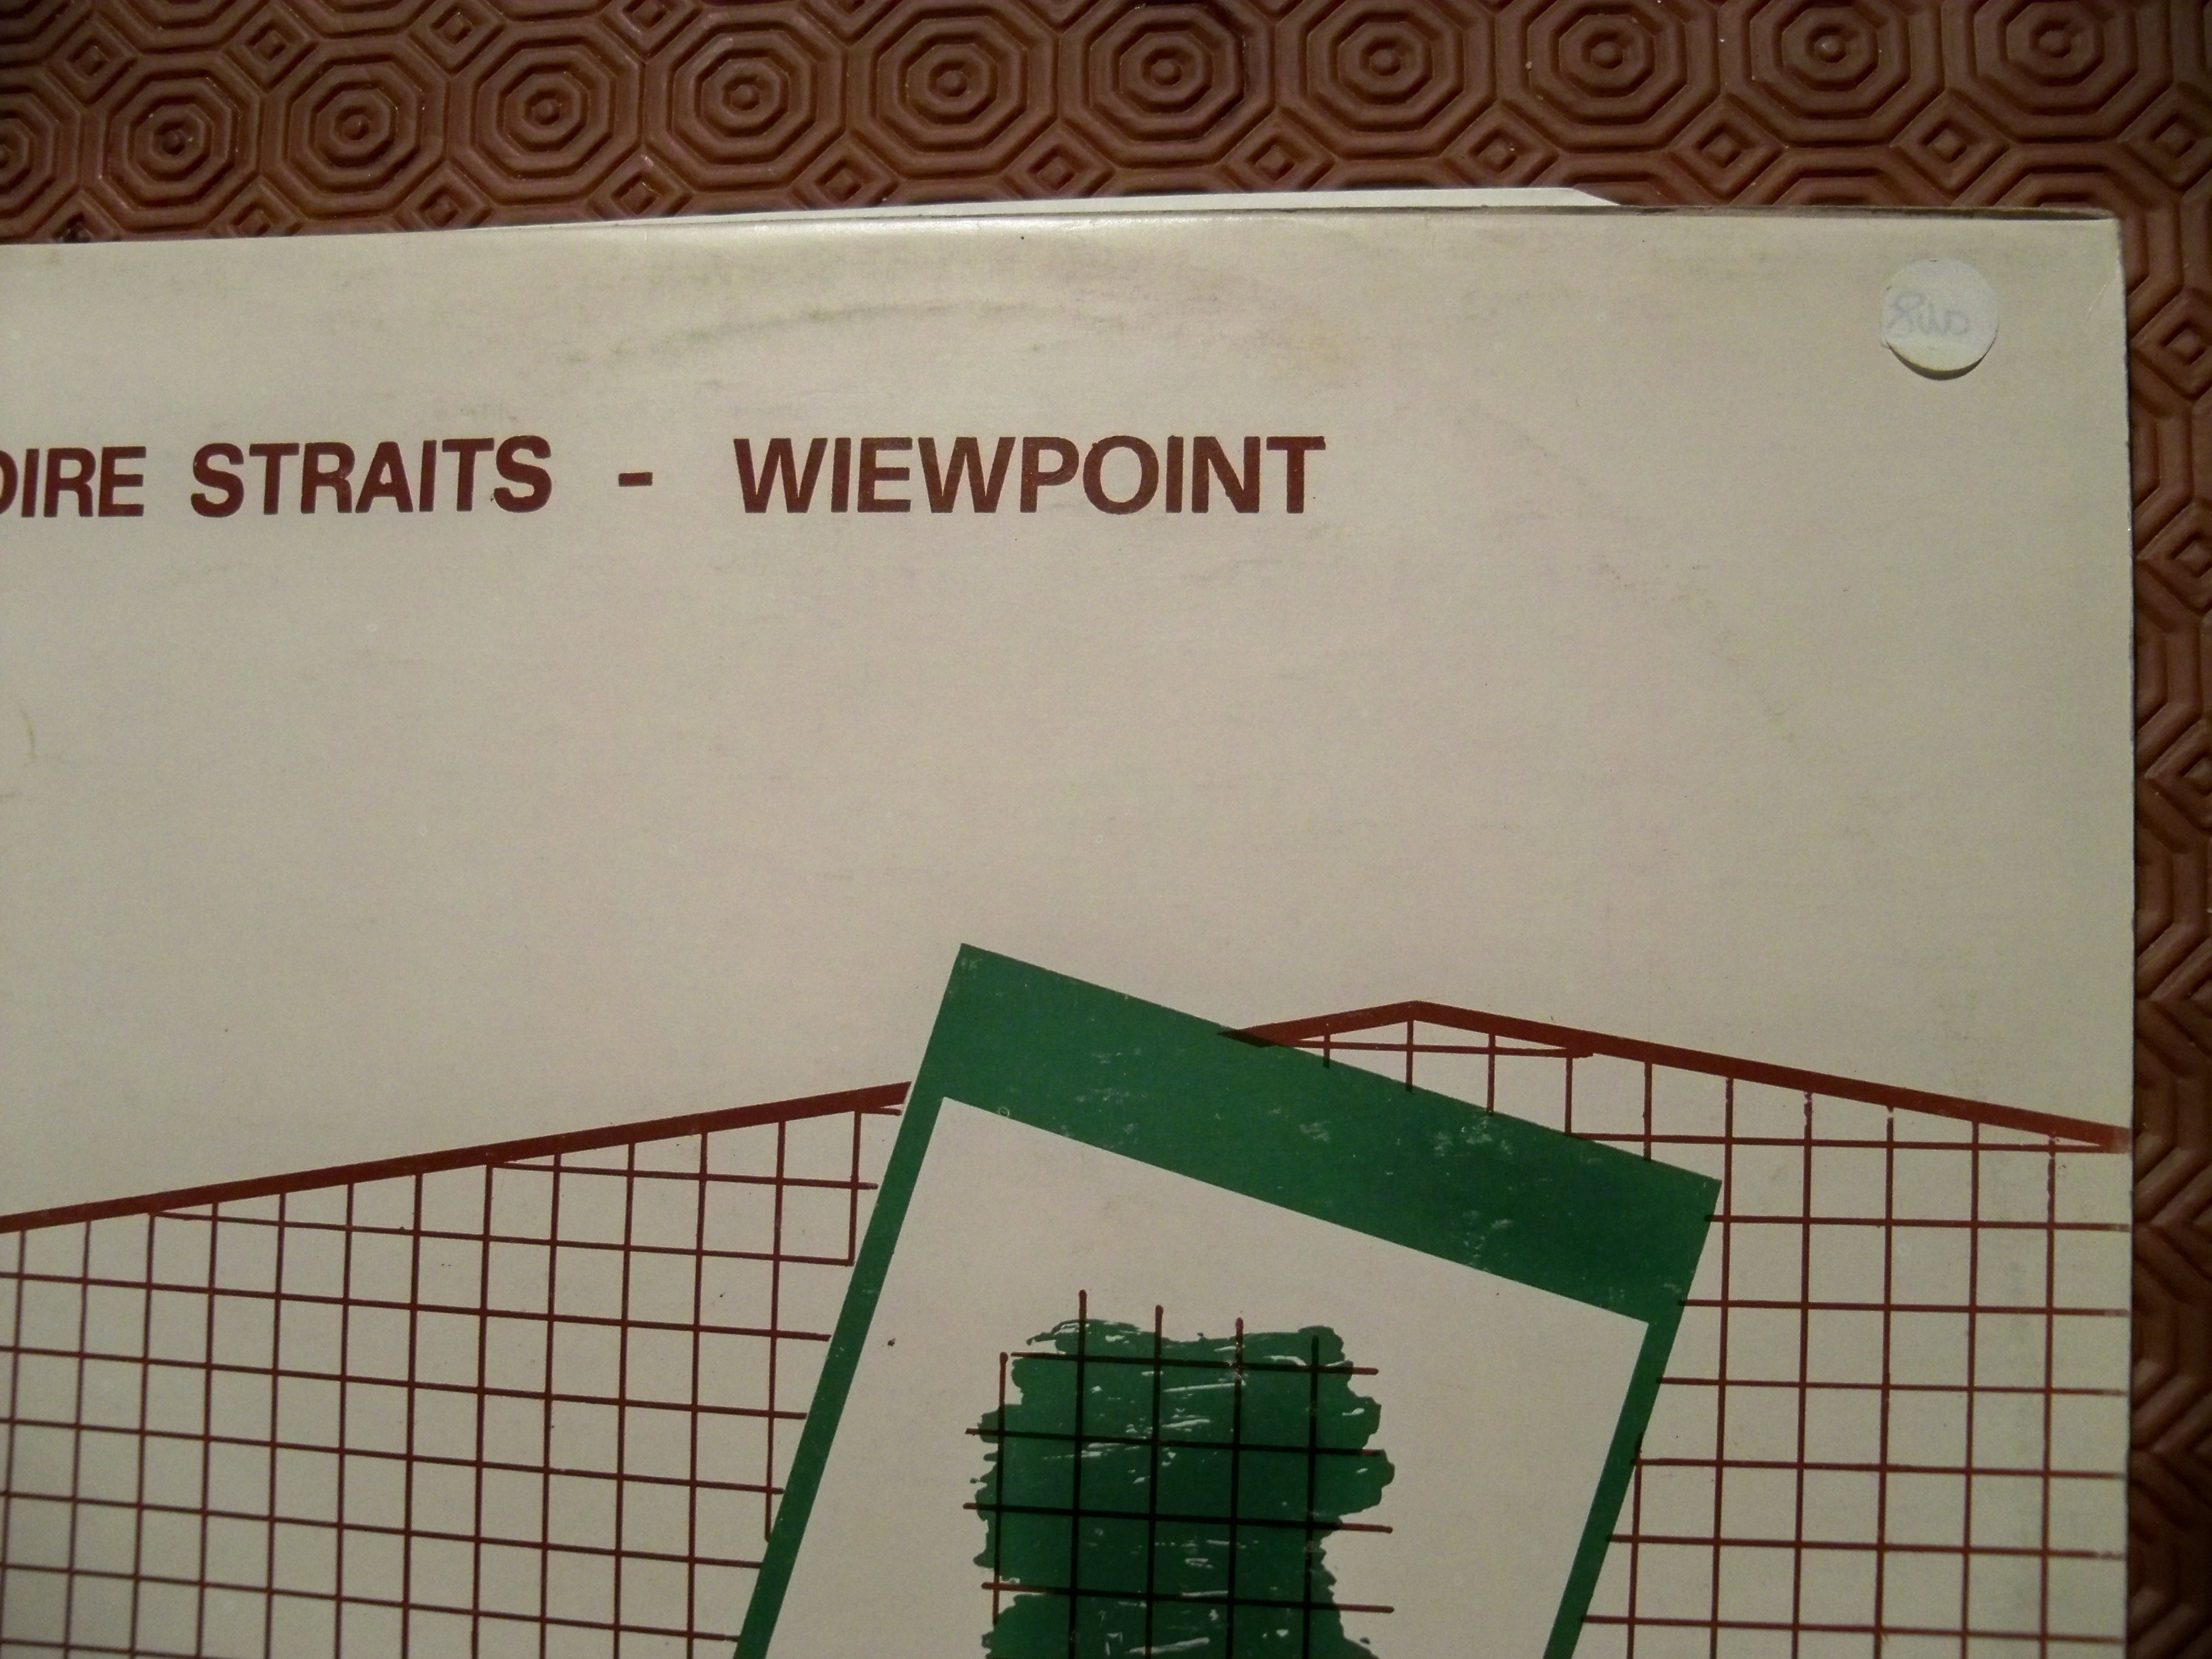 DIRE STRAITS - WIEWPOINT